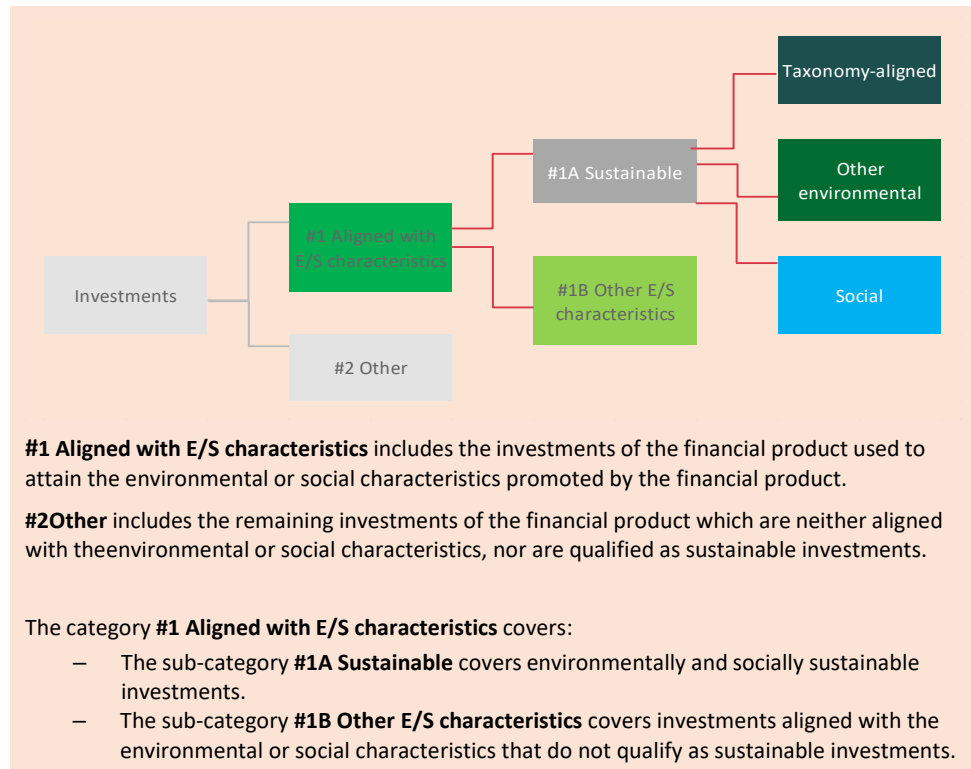 Taxonomy-aligned
#1A Sustainable
Other
environmental
#1 Aligned with
E/S characteristics
Investments
#1B Other E/S
characteristics
Social
#2 Other
#1 Aligned with E/S characteristics includes the investments of the financial product used to
attain the environmental or social characteristics promoted by the financial product.
#2Other includes the remaining investments of the financial product which are neither aligned
with theenvironmental or social characteristics, nor are qualified as sustainable investments.
The category #1 Aligned with E/S characteristics covers:
– The sub-category #1A Sustainable covers environmentally and socially sustainable
investments.
– The sub-category #1B Other E/S characteristics covers investments aligned with the
environmental or social characteristics that do not qualify as sustainable investments.